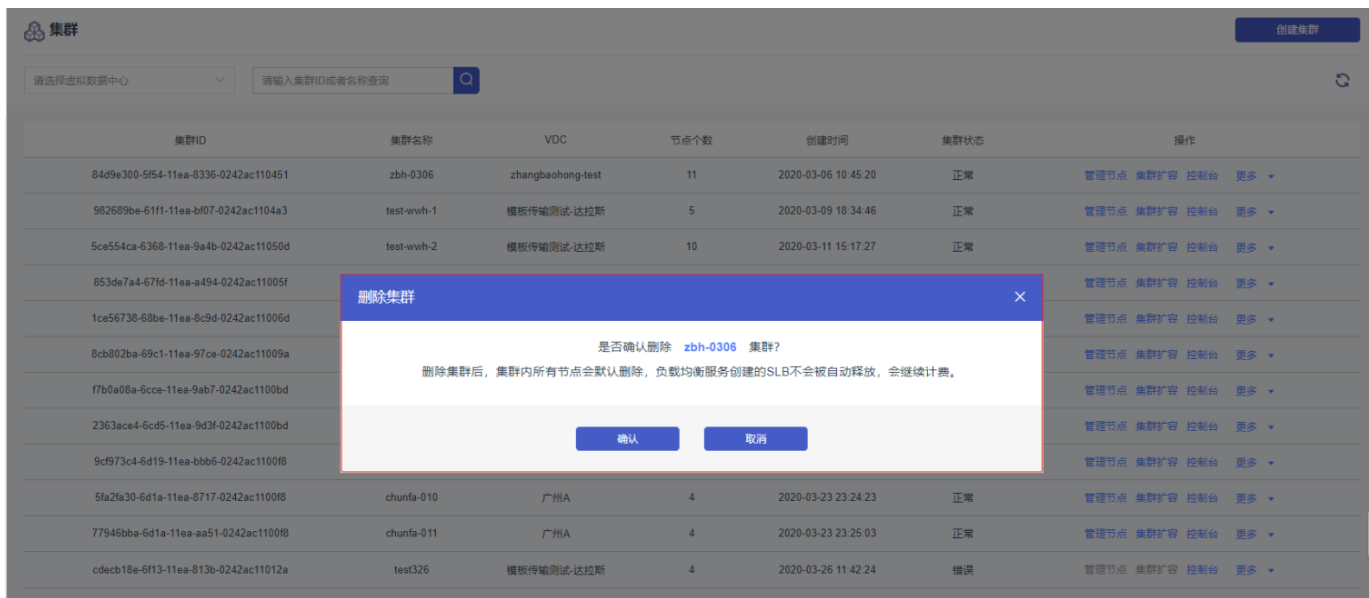 集群
创建集群
请选择虚拟数据中心
请输入集群ID或者名称查询
集群ID 集群名称 VDC 节点个数 创建时间 集群状态 操作
84d9e300-5f54-11ea-8336-0242ac110451 zbh-0306 zhangbaohong-test 11 2020-03-06 10:45:20 正常 管理节点 集群扩容 控制台 更多
982689be-61f1-11ea-bf07-0242ac1104a3 test-wwh-1 模板传输测试-达拉斯 5 2020-03-09 18:34:46 正常 管理节点 集群扩容 控制台 更多
5ce554ca-6368-11ea-9a4b-0242ac11050d test-wwh-2 模板传输测试-达拉斯 10 2020-03-11 15:17:27 正常 管理节点 集群扩容 控制台 更多
853de7a4-67fd-11ea-a494-0242ac11005f 管理节点 集群扩容 控制台 更多
1ce56738-68be-11ea-8c9d-0242ac11006d 管理节点 集群扩容 控制台 更多
8cb802ba-69c1-11ea-97ce-0242ac11009a 管理节点 集群扩容 控制台 更多
f7b0a08a-6cce-11ea-9ab7-0242ac1100bd 管理节点 集群扩容 控制台 更多
2363ace4-6cd5-11ea-9d3f-0242ac1100bd 管理节点 集群扩容 控制台 更多
9cf973c4-6d19-11ea-bbb6-0242ac1100f8 管理节点 集群扩容 控制台 更多
5fa2fa30-6d1a-11ea-8717-0242ac1100f8 chunfa-010 广州A 4 2020-03-23 23:24:23 正常 管理节点 集群扩容 控制台 更多
77946bba-6d1a-11ea-aa51-0242ac1100f8 chunfa-011 广州A 4 2020-03-23 23:25:03 正常 管理节点 集群扩容 控制台 更多
cdecb18e-6f13-11ea-813b-0242ac11012a test326 模板传输测试-达拉斯 4 2020-03-26 11:42:24 错误 管理节点 集群扩容 控制台 更多
删除集群
是否确认删除 zbh-0306 集群?
删除集群后，集群内所有节点会默认删除，负载均衡服务创建的SLB不会被自动释放，会继续计费。
确认 取消